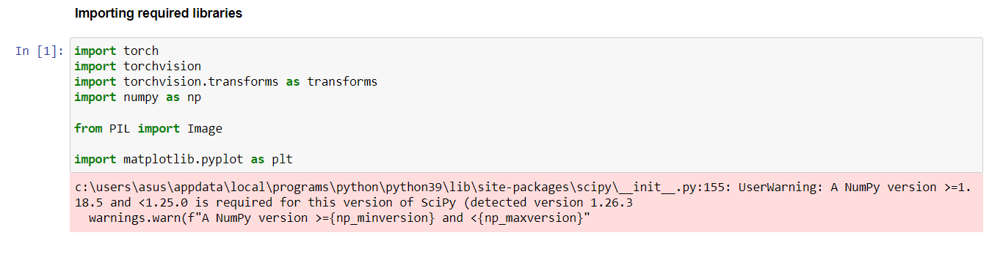 Importing required libraries
In [1]:
import torch
import torchvision
import torchvision.transforms as transforms
import numpy as np
from PIL import Image
import matplotlib.pyplot as plt
c:\users\asus\appdata\local\programs\python\python39\lib\site-packages\scipy\__init__.py:155: UserWarning: A NumPy version >=1.
18.5 and <1.25.0 is required for this version of SciPy (detected version 1.26.3
  warnings.warn(f"A NumPy version >={np_minversion} and <{np_maxversion}"